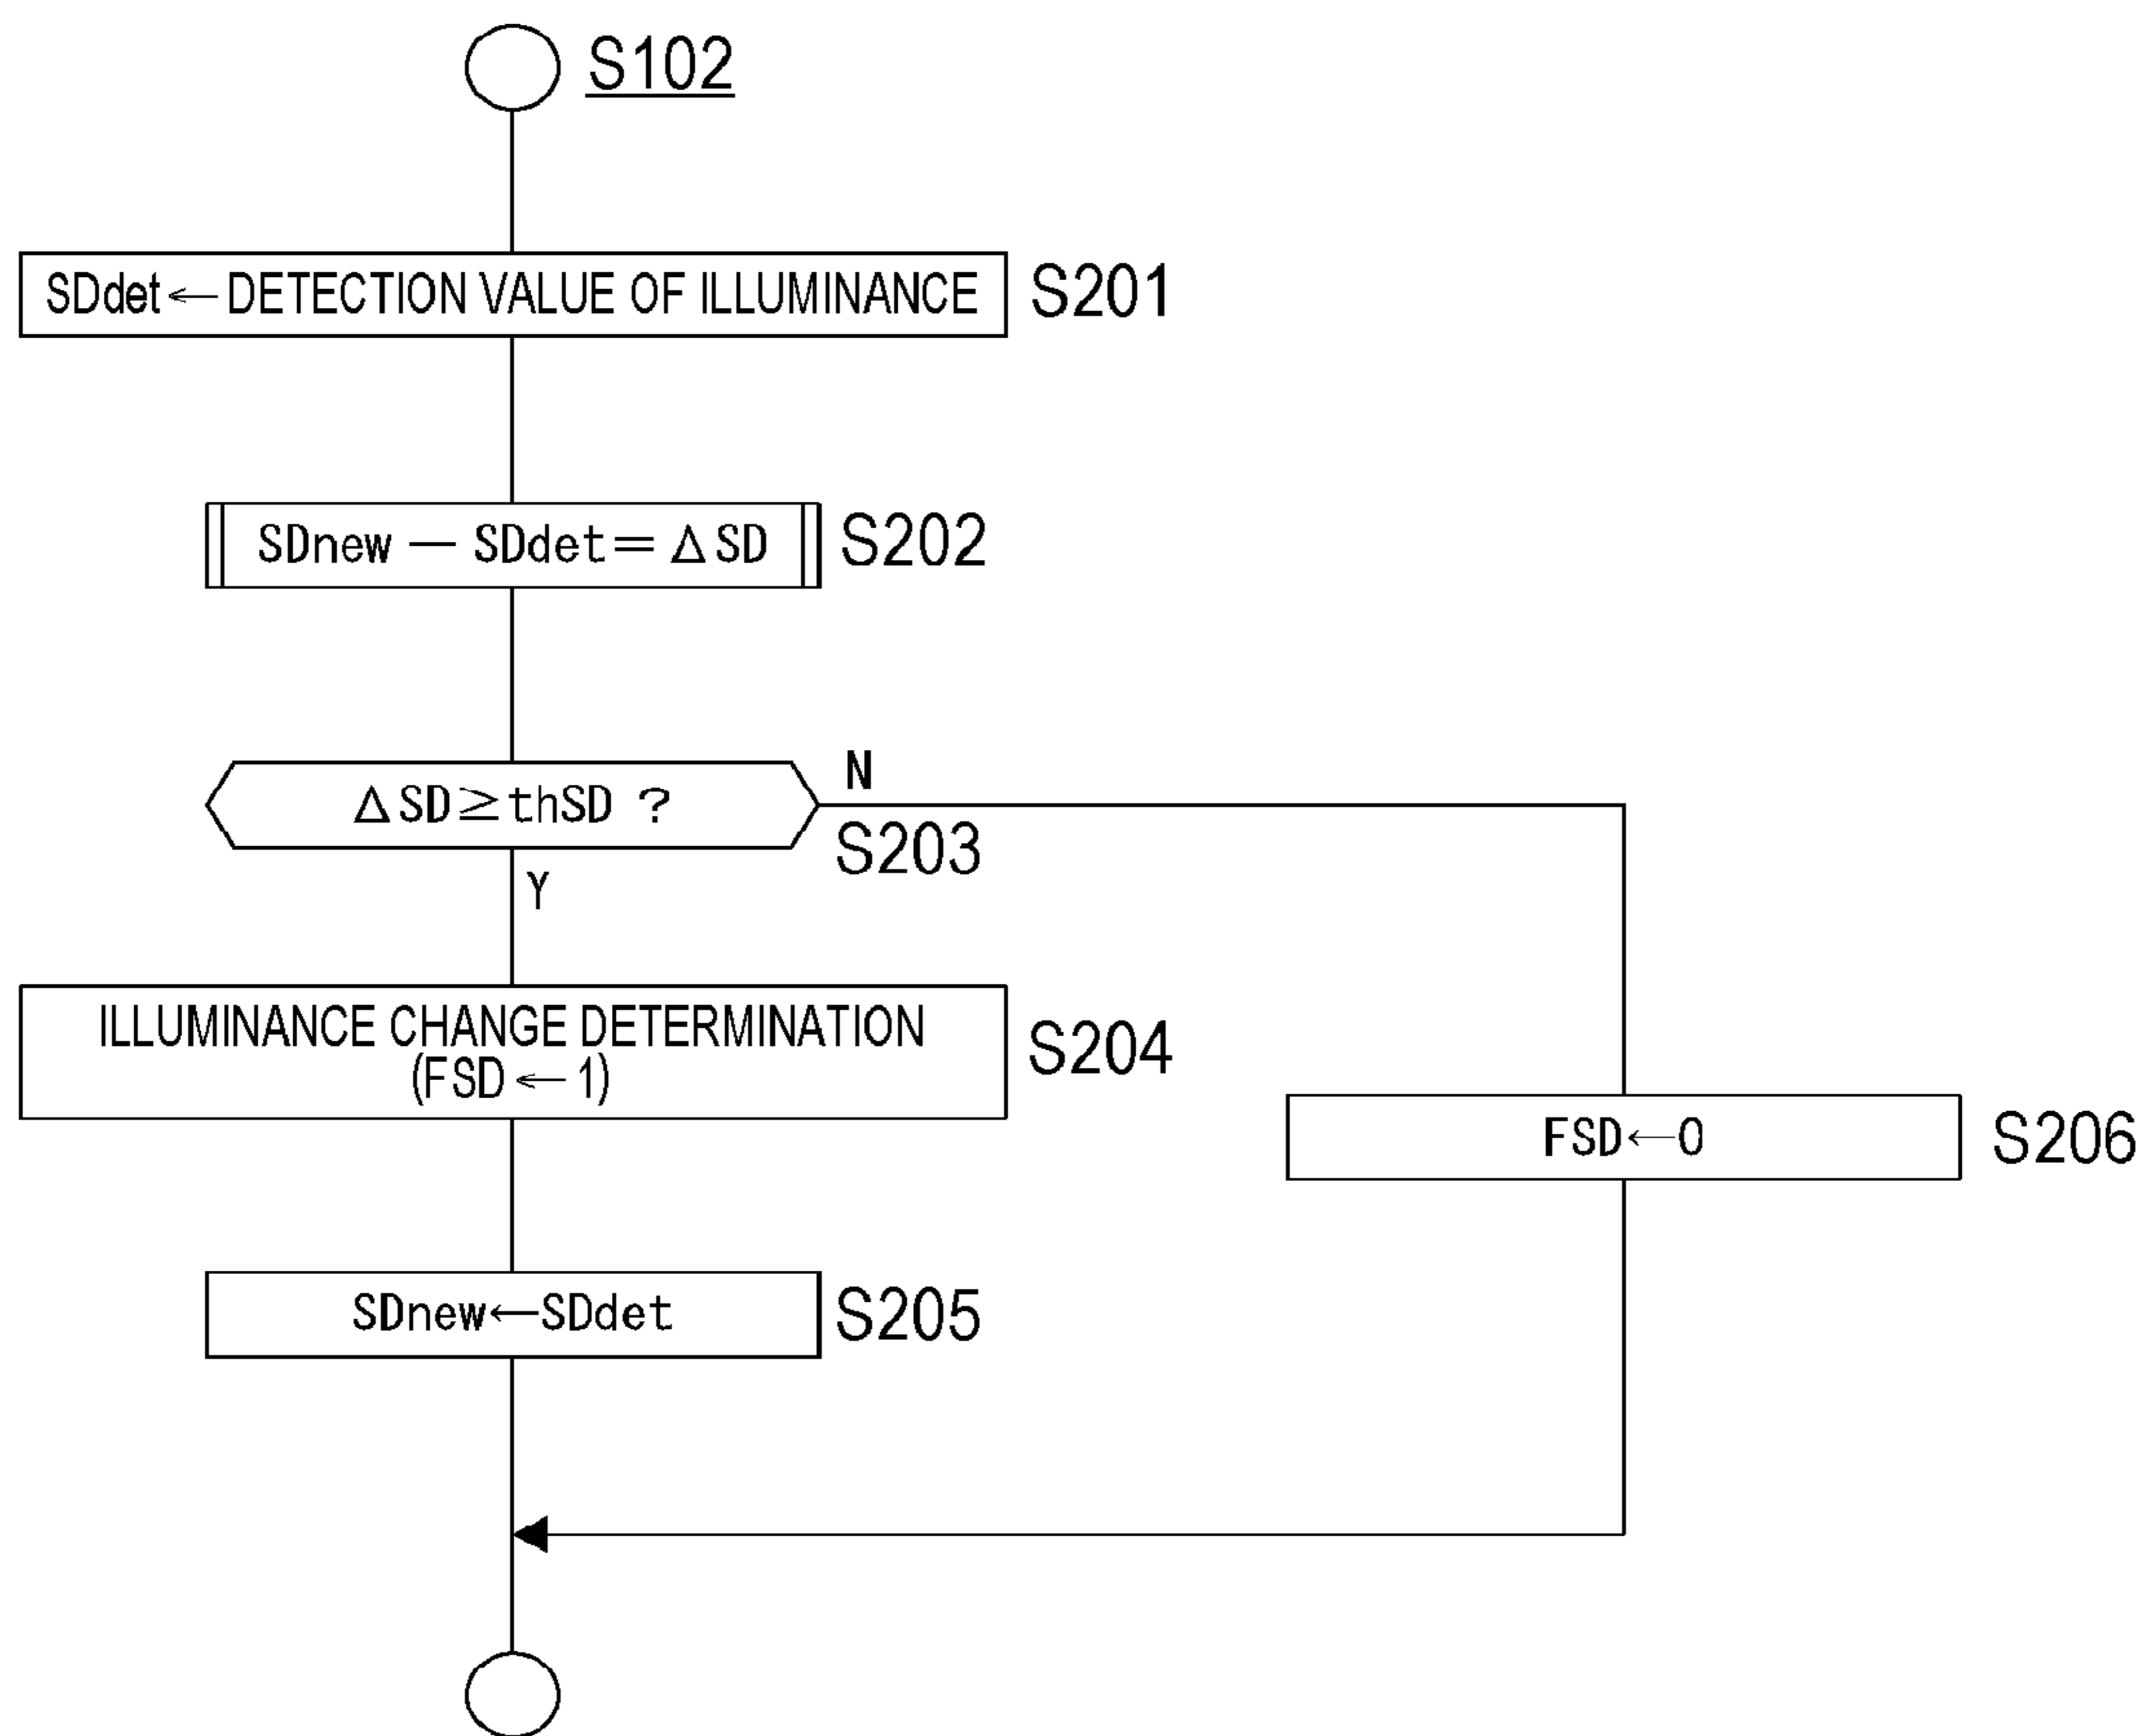 S102
SDdet←DETECTION VALUE OF ILLUMINANCE
S201
SDnew — SDdet=ΔSD
S202
ΔSD≥thSD ?
N
S203
Y
ILLUMINANCE CHANGE DETERMINATION
(FSD←1)
S204
FSD←0
S206
SDnew←SDdet
S205